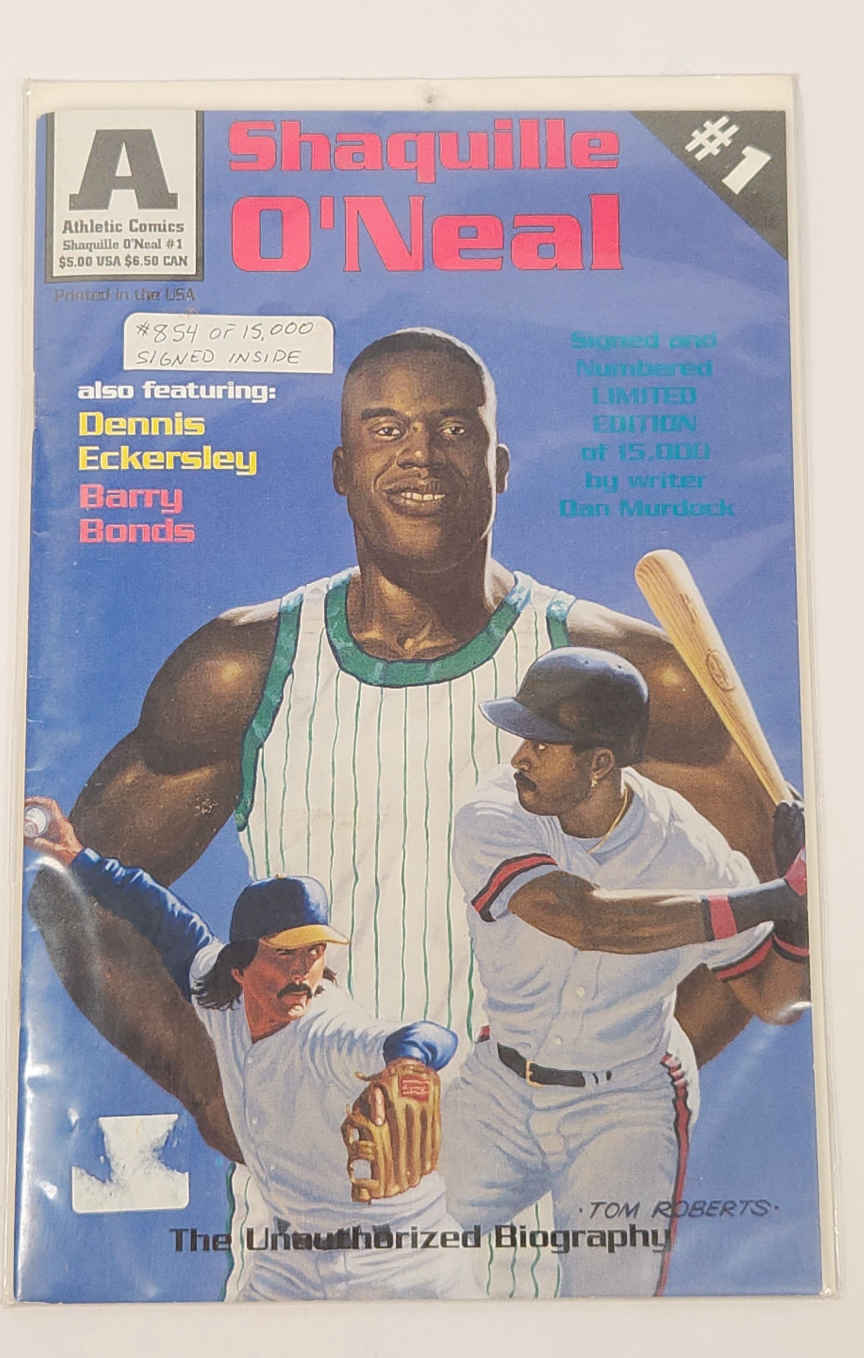 A
Athletic Comics
Shaquille O'Neal #1
$5.00 USA $6.50 CAN
Printed in the USA
Shaquille
O'Neal
#1
#854 OF 15,000
SIGNED INSIDE
also featuring:
Dennis
Eckersley
Barry
Bonds
Signed and
Numbered
LIMITED
EDITION
of 15,000
by writer
Dan Murdock
·TOM ROBERTS·
The Unauthorized Biography